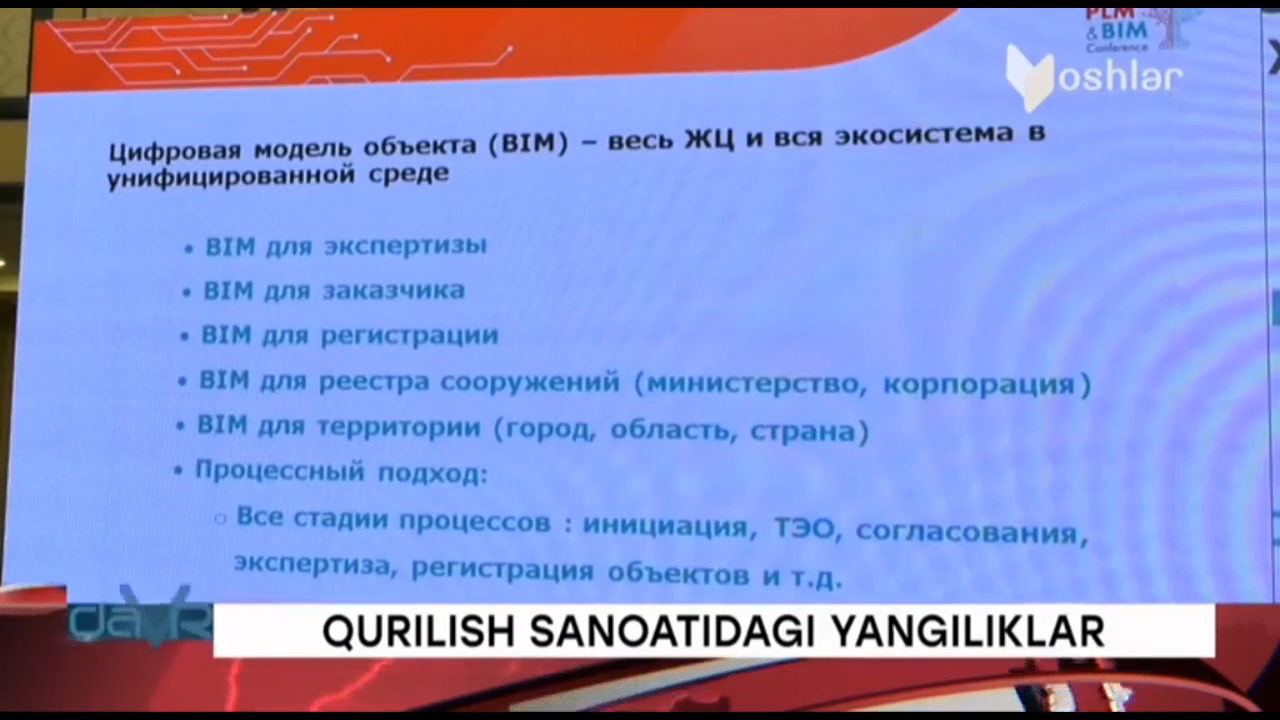 PLM
& BIM
Conference
Yoshlar
Цифровая модель объекта (BIM) – весь ЖЦ и вся экосистема в
унифицированной среде
• BIM для экспертизы
• BIM для заказчика
• BIM для регистрации
• BIM для реестра сооружений (министерство, корпорация)
• BIM для территории (город, область, страна)
• Процессный подход:
○ Все стадии процессов : инициация, ТЭО, согласования,
экспертиза, регистрация объектов и т.д.
davR
QURILISH SANOATIDAGI YANGILIKLAR